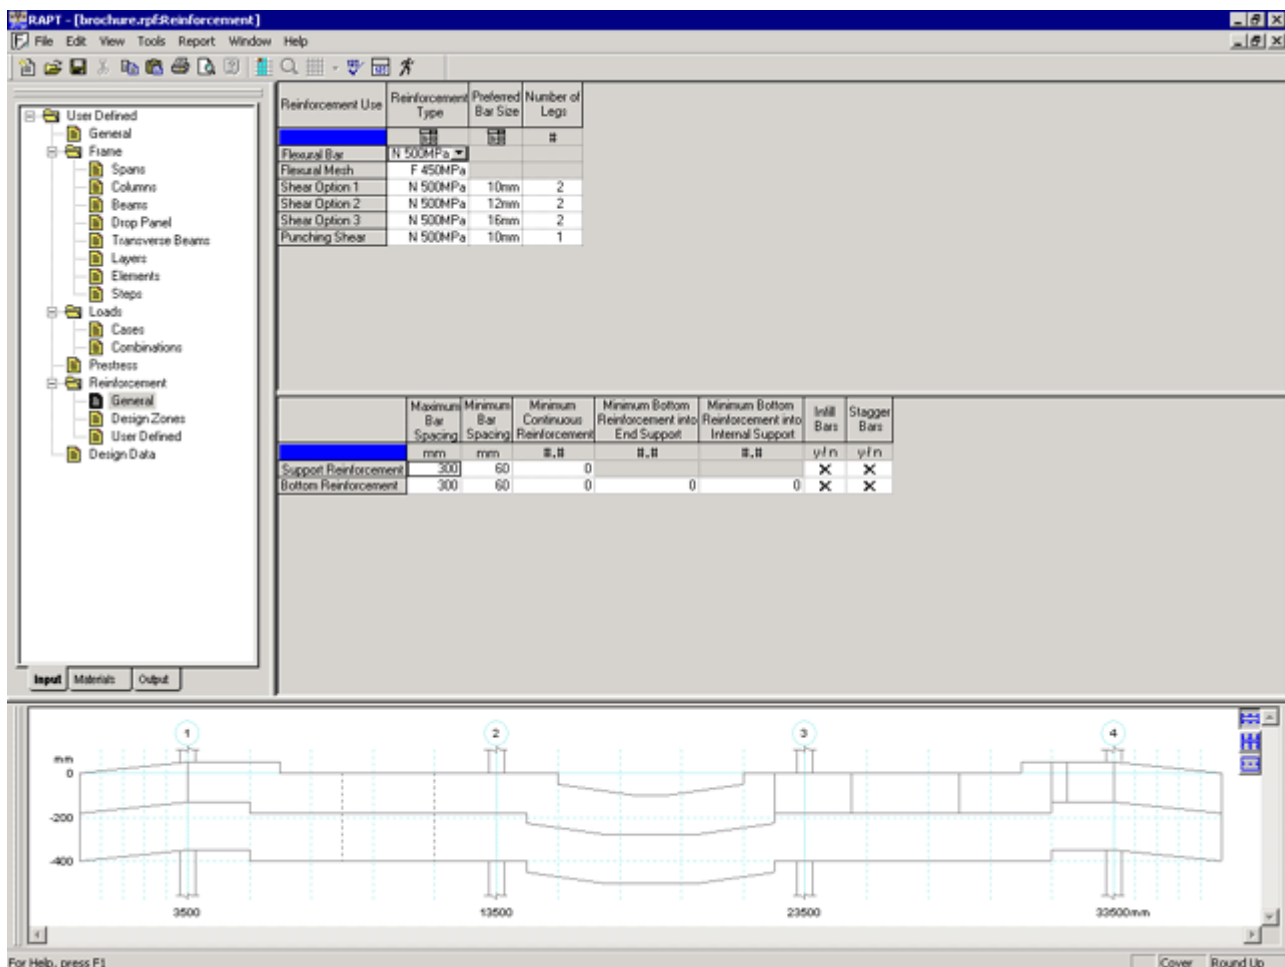 RAPT - [brochure.rpf:Reinforcement]
File Edit View Tools Report Window Help
User Defined
General
Frame
Spans
Columns
Beams
Drop Panel
Transverse Beams
Layers
Elements
Steps
Loads
Cases
Combinations
Prestress
Reinforcement
General
Design Zones
User Defined
Design Data
Input Materials Output
Reinforcement Use Reinforcement Type Preferred Bar Size Number of Legs
#
Flexural Bar N 500MPa
Flexural Mesh F 450MPa
Shear Option 1 N 500MPa 10mm 2
Shear Option 2 N 500MPa 12mm 2
Shear Option 3 N 500MPa 16mm 2
Punching Shear N 500MPa 10mm 1
Maximum Bar Spacing Minimum Bar Spacing Minimum Continuous Reinforcement Minimum Bottom Reinforcement into End Support Minimum Bottom Reinforcement into Internal Support Infill Bars Stagger Bars
mm mm #.# #.# #.# y/n y/n
Support Reinforcement 300 60 0
Bottom Reinforcement 300 60 0 0 0
1 2 3 4
mm
0
-200
-400
3500 13500 23500 33500mm
For Help, press F1 Cover Round Up